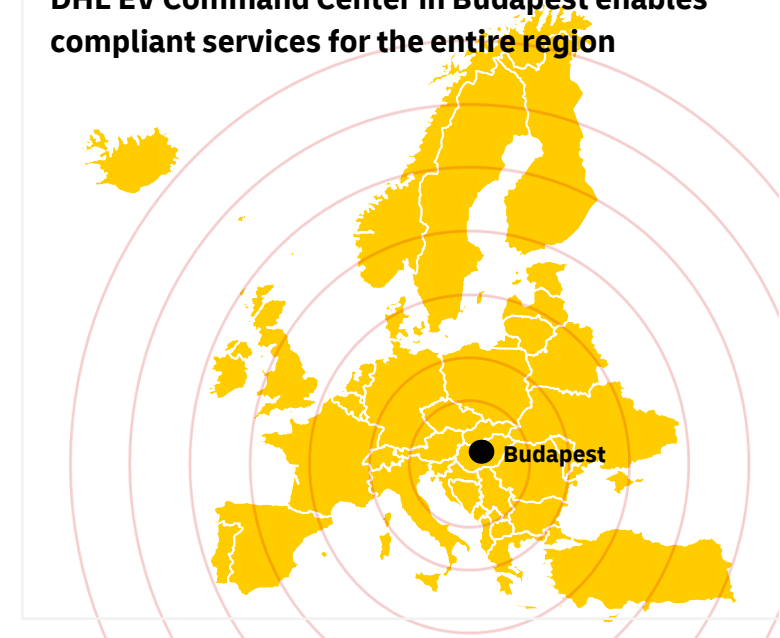 DHL EV Command Center in Budapest enables
compliant services for the entire region
Budapest